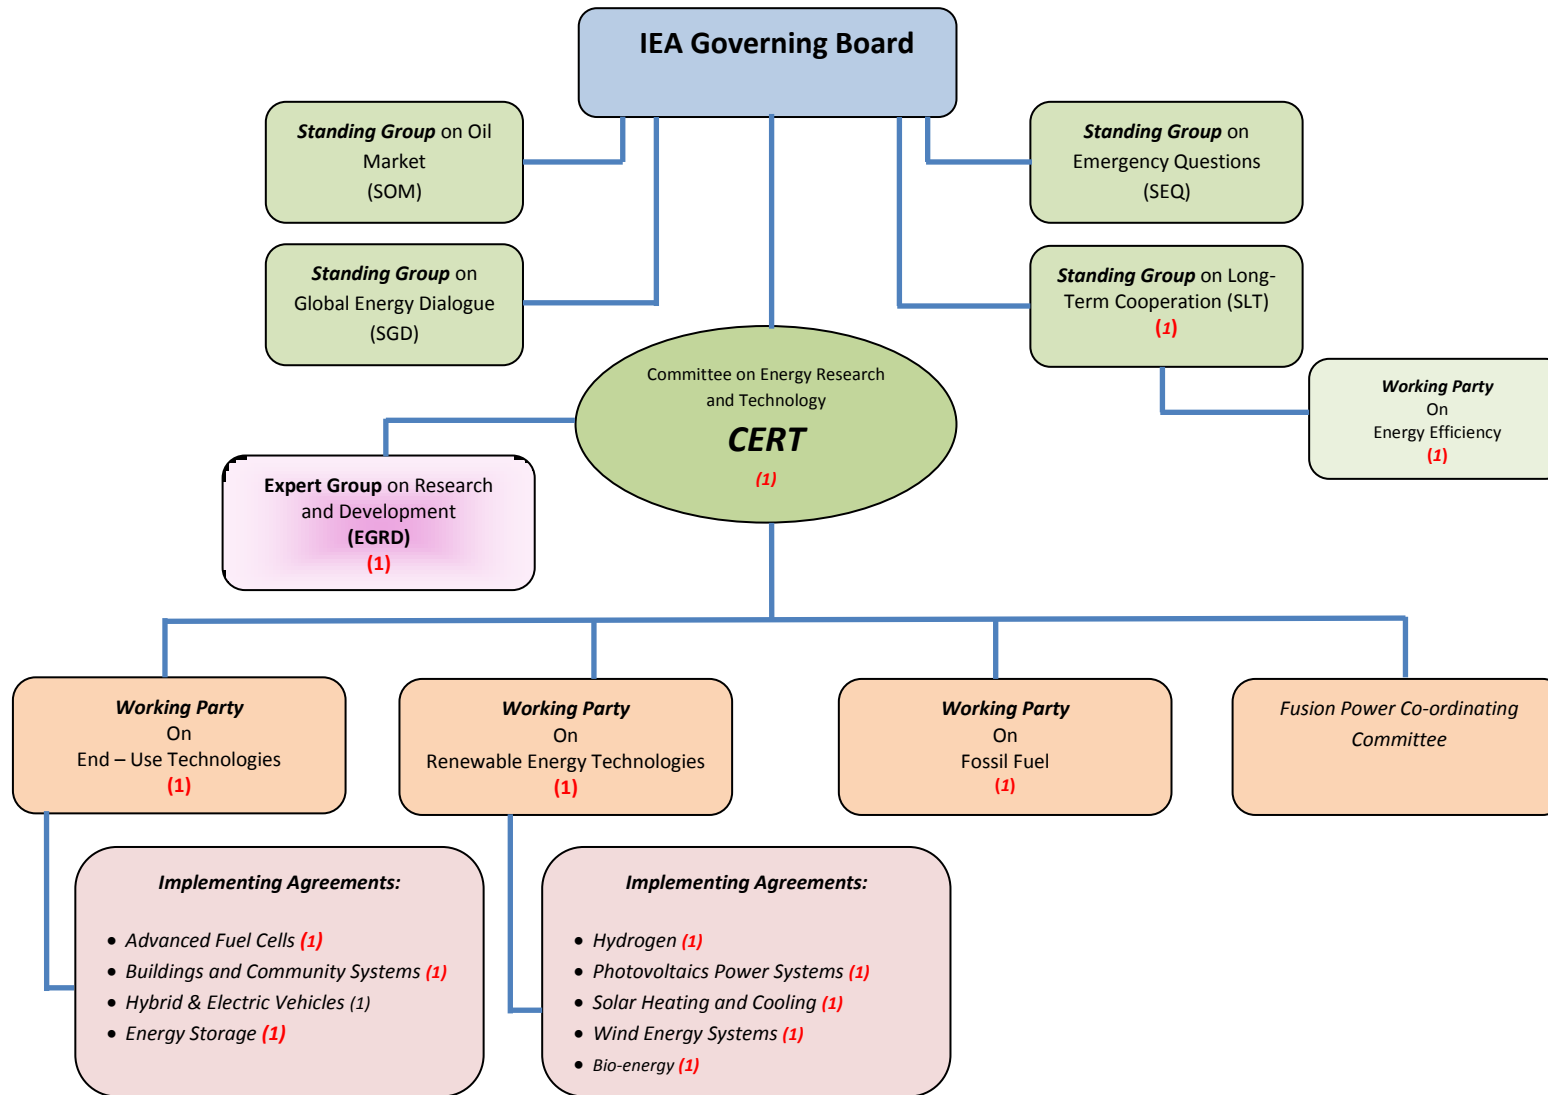 IEA Governing Board
Standing Group on Oil
Market
(SOM)
Standing Group on
Emergency Questions
(SEQ)
Standing Group on
Global Energy Dialogue
(SGD)
Standing Group on Long-
Term Cooperation (SLT)
(1)
Committee on Energy Research
and Technology
CERT
(1)
Working Party
On
Energy Efficiency
(1)
Expert Group on Research
and Development
(EGRD)
(1)
Working Party
On
End – Use Technologies
(1)
Working Party
On
Renewable Energy Technologies
(1)
Working Party
On
Fossil Fuel
(1)
Fusion Power Co-ordinating
Committee
Implementing Agreements:
• Advanced Fuel Cells (1)
• Buildings and Community Systems (1)
• Hybrid & Electric Vehicles (1)
• Energy Storage (1)
Implementing Agreements:
• Hydrogen (1)
• Photovoltaics Power Systems (1)
• Solar Heating and Cooling (1)
• Wind Energy Systems (1)
• Bio-energy (1)